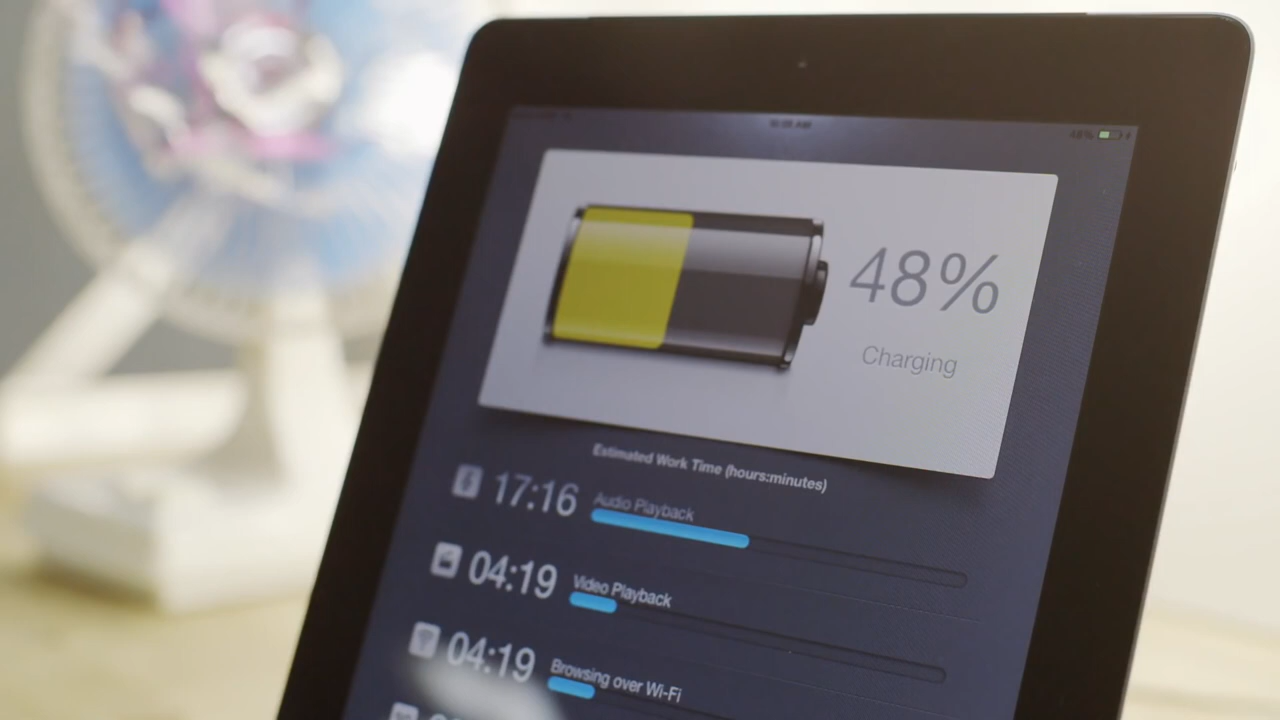 48%
48%
Charging
Estimated Work Time (hours:minutes)
17:16 Audio Playback
04:19 Video Playback
04:19 Browsing over Wi-Fi